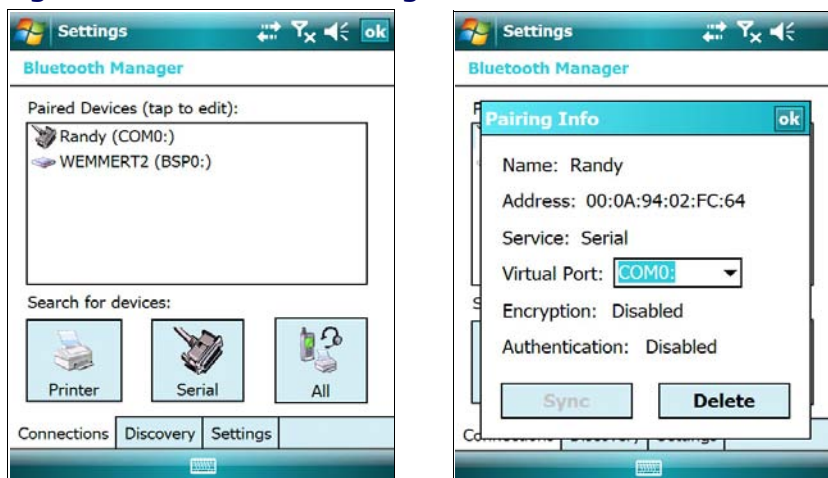 Settings
ok
Bluetooth Manager
Paired Devices (tap to edit):
Randy (COM0:)
WEMMERT2 (BSP0:)
Search for devices:
Printer
Serial
All
Connections
Discovery
Settings
Settings
Bluetooth Manager
Pairing Info
ok
Name: Randy
Address: 00:0A:94:02:FC:64
Service: Serial
Virtual Port: COM0:
Encryption: Disabled
Authentication: Disabled
Sync
Delete